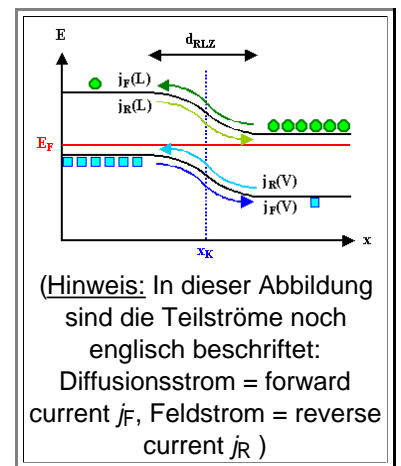 E
dRLZ
jF(L)
jR(L)
EF
jR(V)
jF(V)
x
xK
(Hinweis: In dieser Abbildung
sind die Teilströme noch
englisch beschriftet:
Diffusionsstrom = forward
current jF, Feldstrom = reverse
current jR )